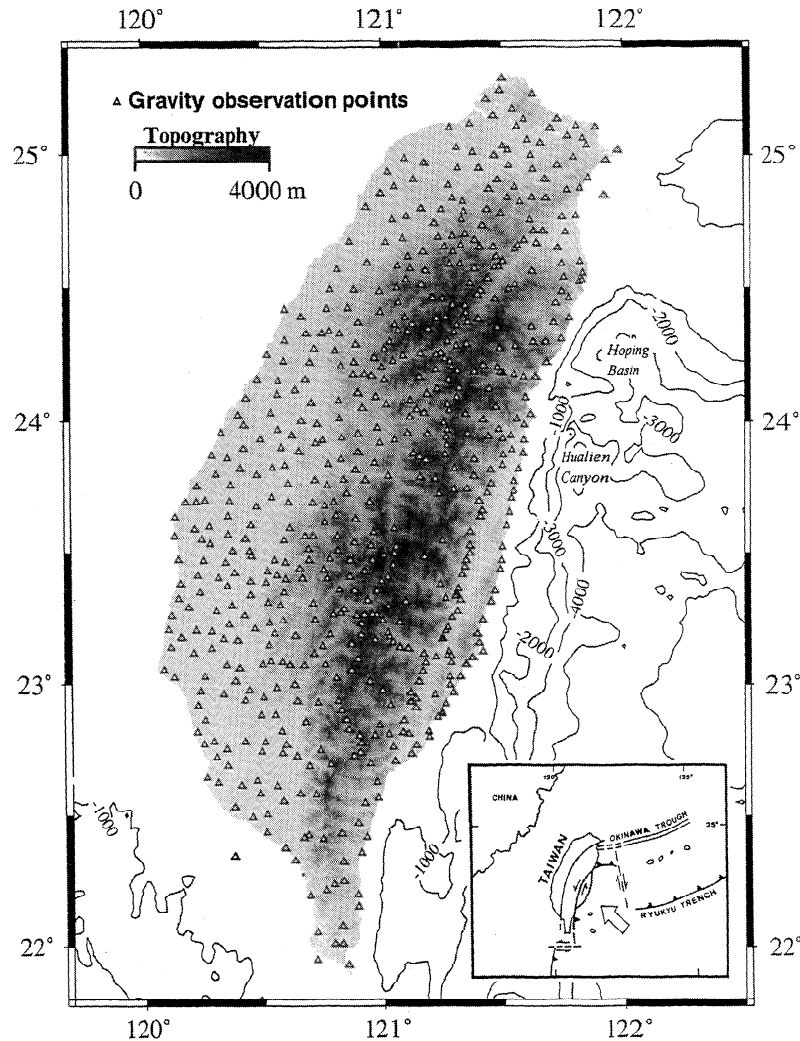 120° 121° 122°
Gravity observation points
Topography
0 4000 m
25° 25°
-2000
Hoping
Basin
-1000
-3000
24° 24°
Hualien
Canyon
-3000
-4000
-2000
23° 23°
-1000
-1000
CHINA
TAIWAN
OKINAWA TROUGH
25°
RYUKYU TRENCH
22° 22°
120° 121° 122°